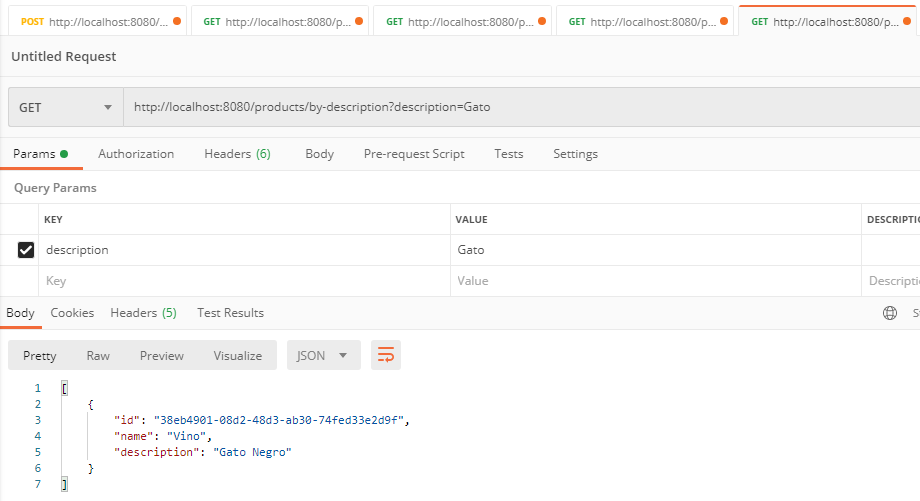 POST http://localhost:8080/... GET http://localhost:8080/p... GET http://localhost:8080/p... GET http://localhost:8080/p... GET http://localhost:8080/p...
Untitled Request
GET http://localhost:8080/products/by-description?description=Gato
Params Authorization Headers (6) Body Pre-request Script Tests Settings
Query Params
KEY VALUE DESCRIPTIO
description Gato
Key Value Descripti
Body Cookies Headers (5) Test Results S
Pretty Raw Preview Visualize JSON
1 [
2 {
3 "id": "38eb4901-08d2-48d3-ab30-74fed33e2d9f",
4 "name": "Vino",
5 "description": "Gato Negro"
6 }
7 ]